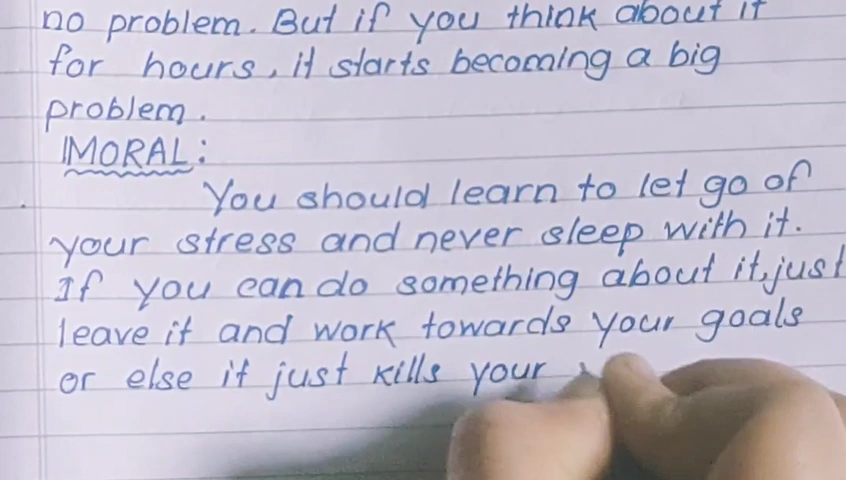 no problem. But if you think about it
for hours, it starts becoming a big
problem.
MORAL:
You should learn to let go of
your stress and never sleep with it.
If you can do something about it, just
leave it and work towards your goals
or else it just kills your